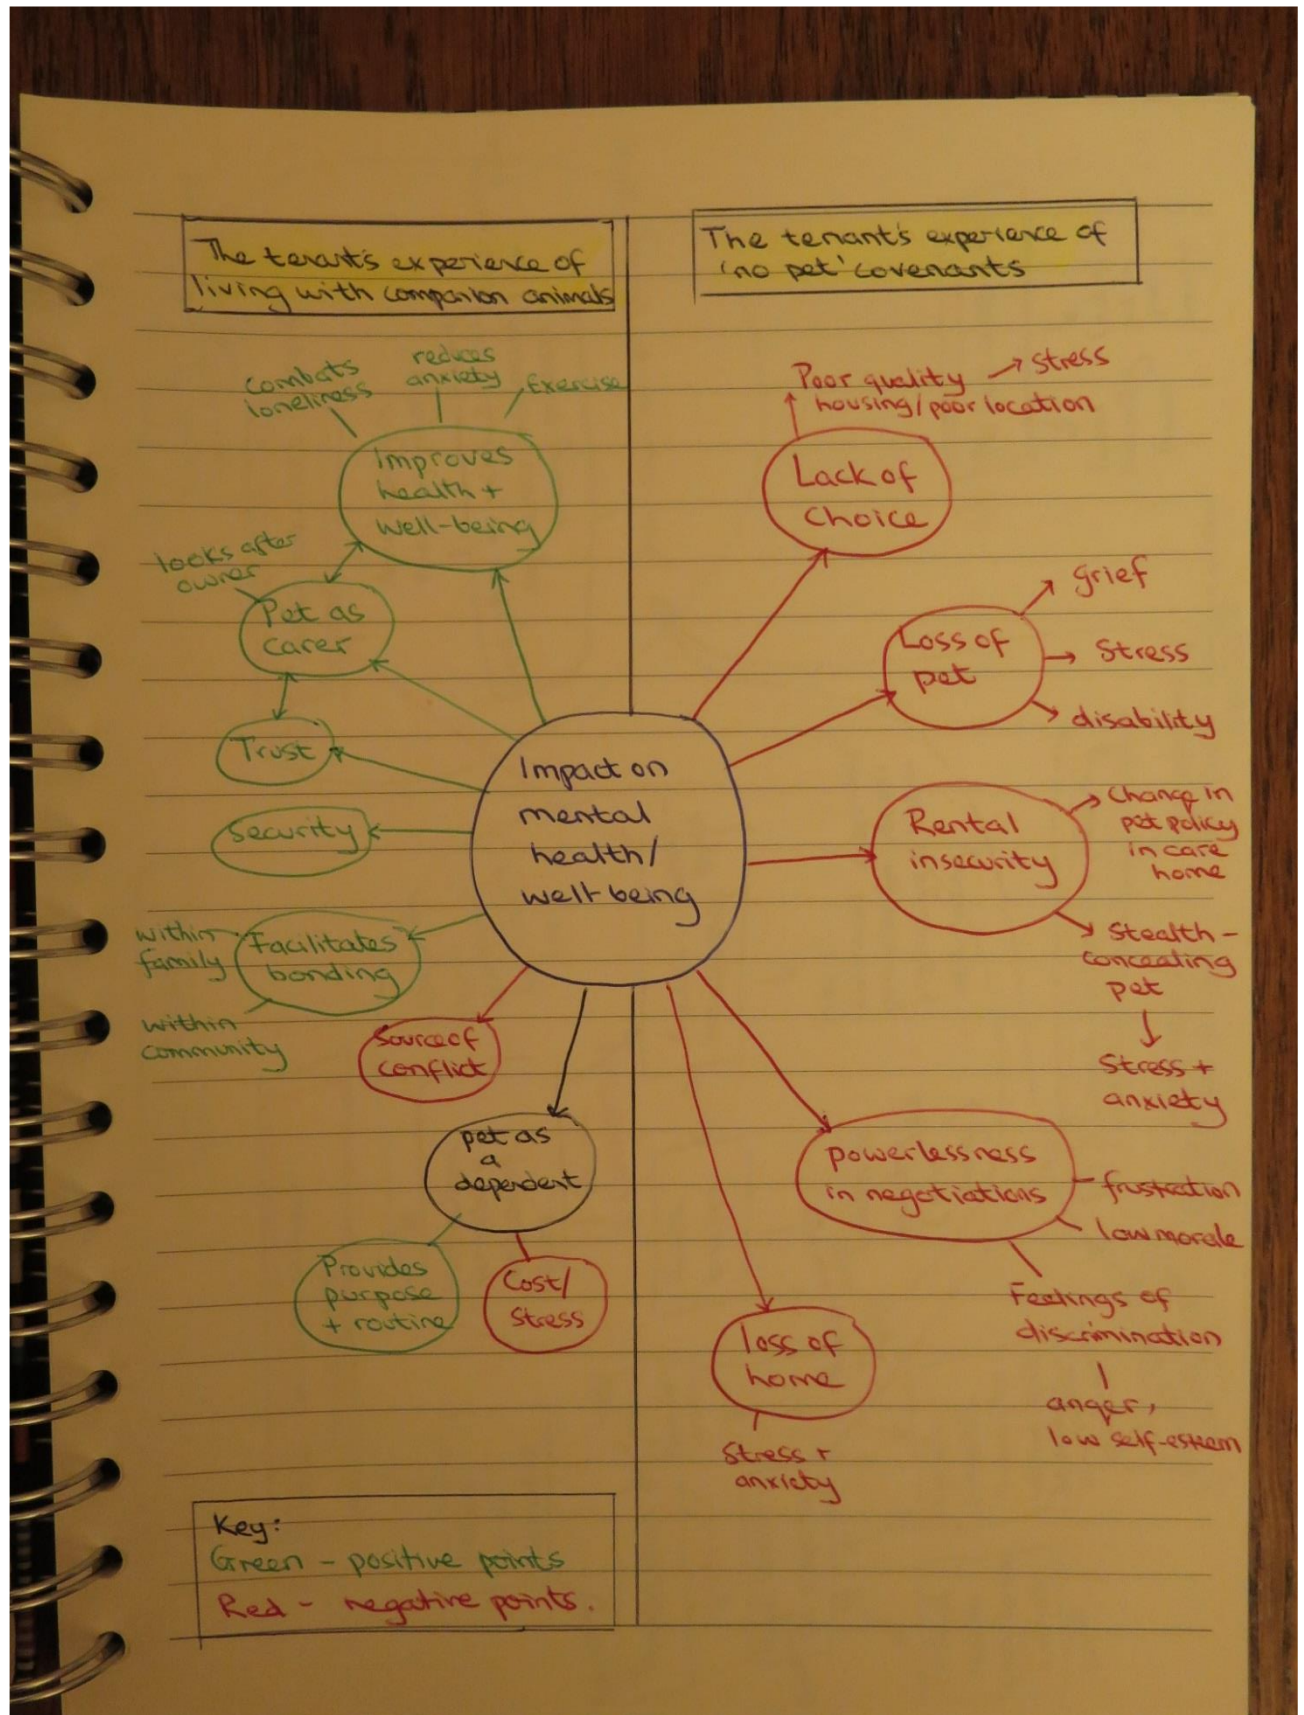 The tenant's experience of
living with companion animals
The tenant's experience of
'no pet' covenants
combats
loneliness
reduces
anxiety
Exercise
Improves
health +
well-being
looks after
owner
Pet as
carer
Trust
Security
within
family
Facilitates
bonding
within
community
Source of
conflict
pet as
a
dependent
Provides
purpose
+ routine
Cost/
Stress
Impact on
mental
health/
well being
Poor quality
housing/poor location
Stress
Lack of
Choice
Loss of
pet
grief
Stress
disability
Rental
insecurity
Change in
pet policy
in care
home
Stealth -
concealing
pet
Stress +
anxiety
powerlessness
in negotiations
frustration
low morale
Feelings of
discrimination
anger,
low self-esteem
loss of
home
Stress +
anxiety
Key:
Green - positive points
Red - negative points.